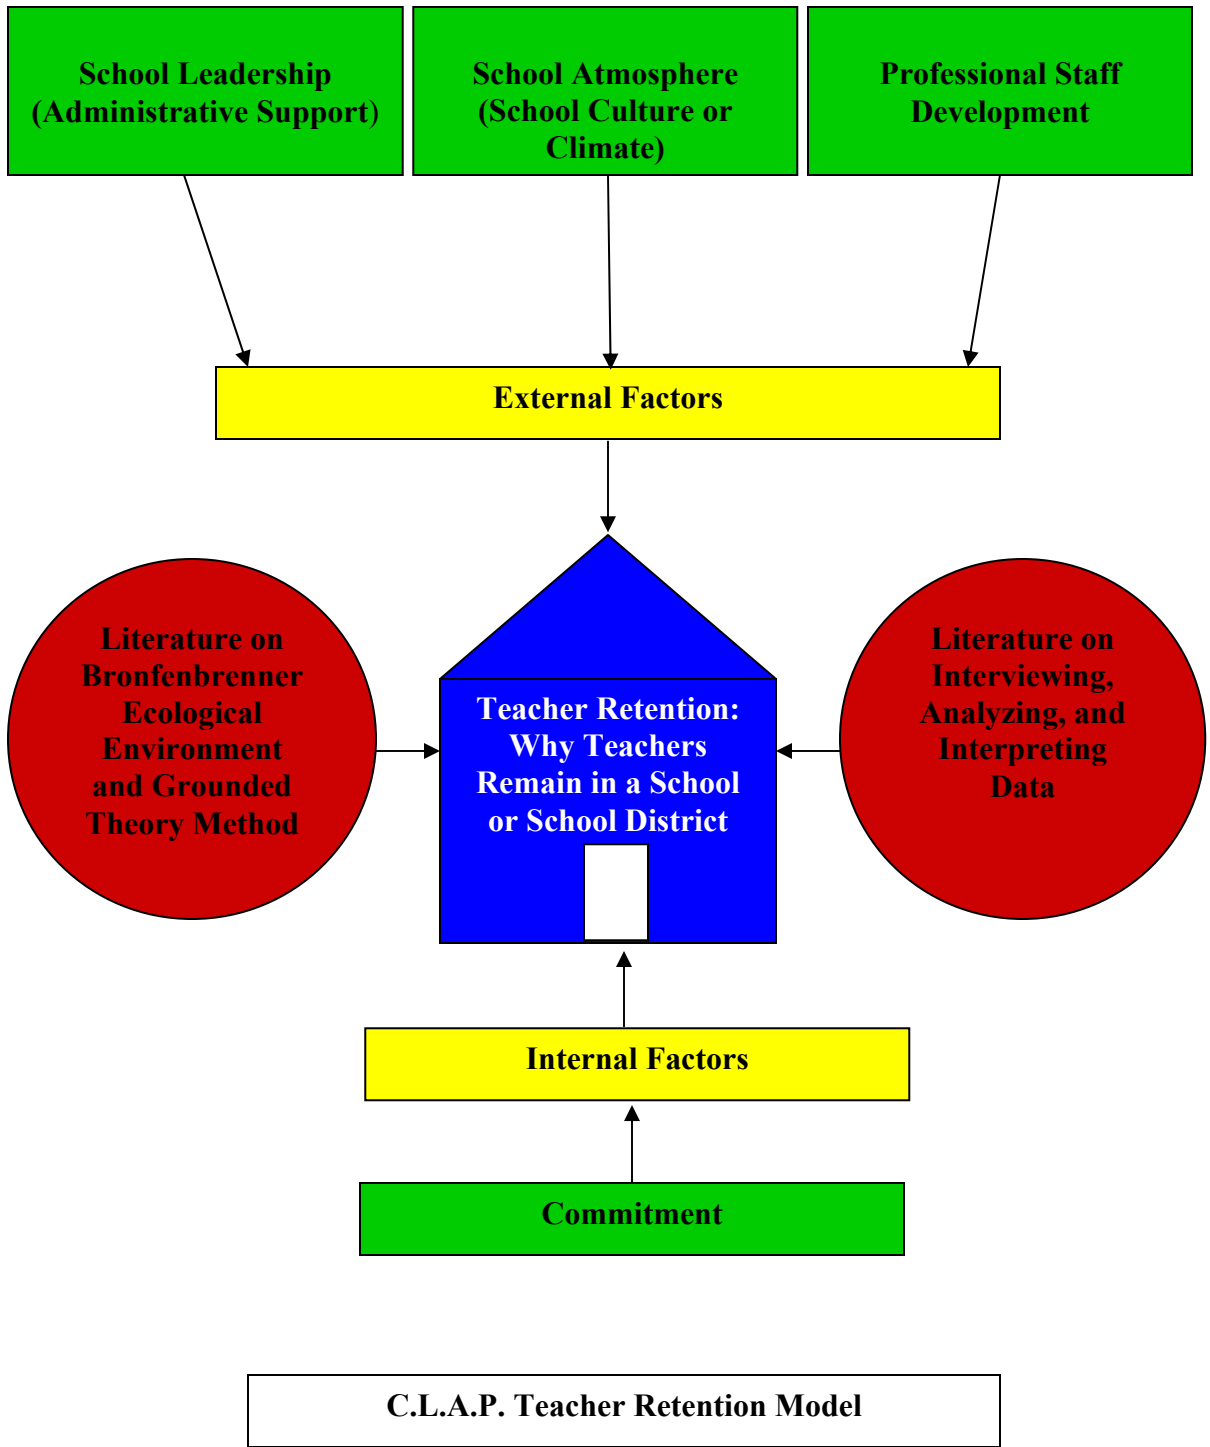 School Leadership
(Administrative Support)
School Atmosphere
(School Culture or
Climate)
Professional Staff
Development
External Factors
Literature on
Bronfenbrenner
Ecological
Environment
and Grounded
Theory Method
Teacher Retention:
Why Teachers
Remain in a School
or School District
Literature on
Interviewing,
Analyzing, and
Interpreting
Data
Internal Factors
Commitment
C.L.A.P. Teacher Retention Model